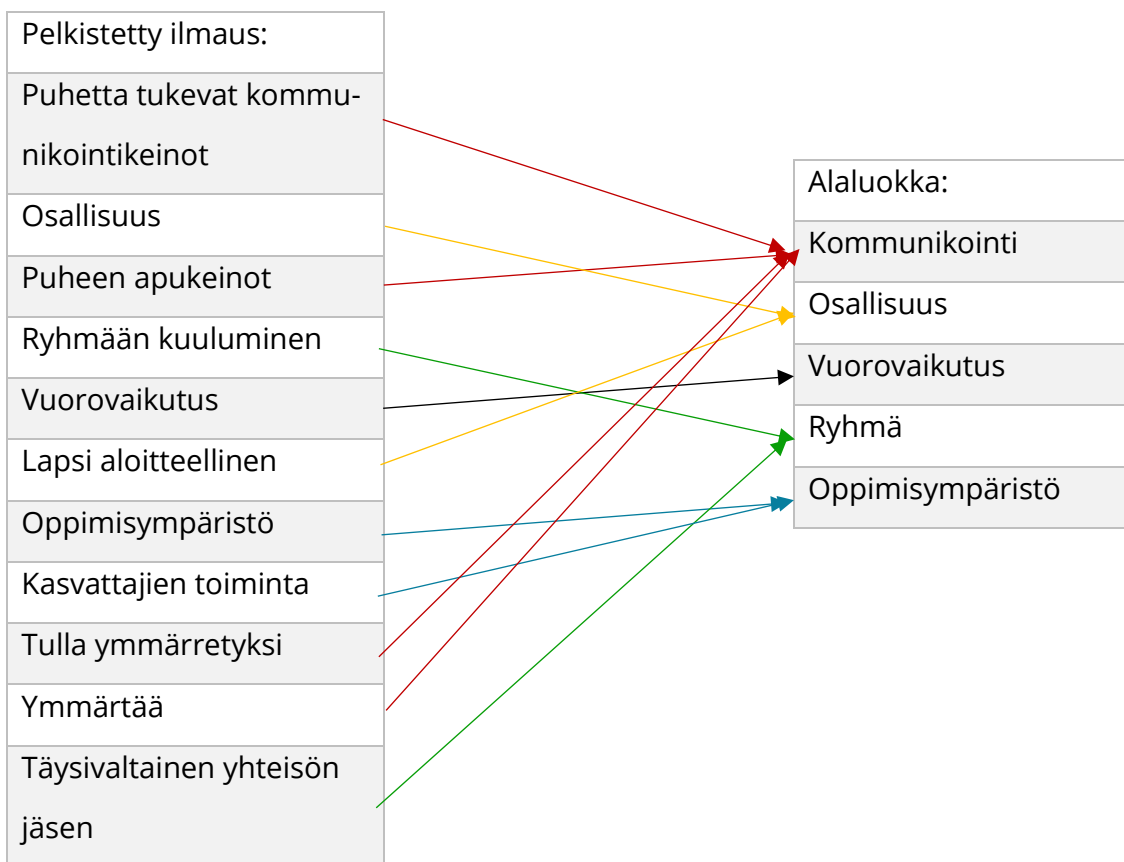 Pelkistetty ilmaus:
Puhetta tukevat kommu-
nikointikeinot
Osallisuus
Puheen apukeinot
Ryhmään kuuluminen
Vuorovaikutus
Lapsi aloitteellinen
Oppimisympäristö
Kasvattajien toiminta
Tulla ymmärretyksi
Ymmärtää
Täysivaltainen yhteisön
jäsen
Alaluokka:
Kommunikointi
Osallisuus
Vuorovaikutus
Ryhmä
Oppimisympäristö